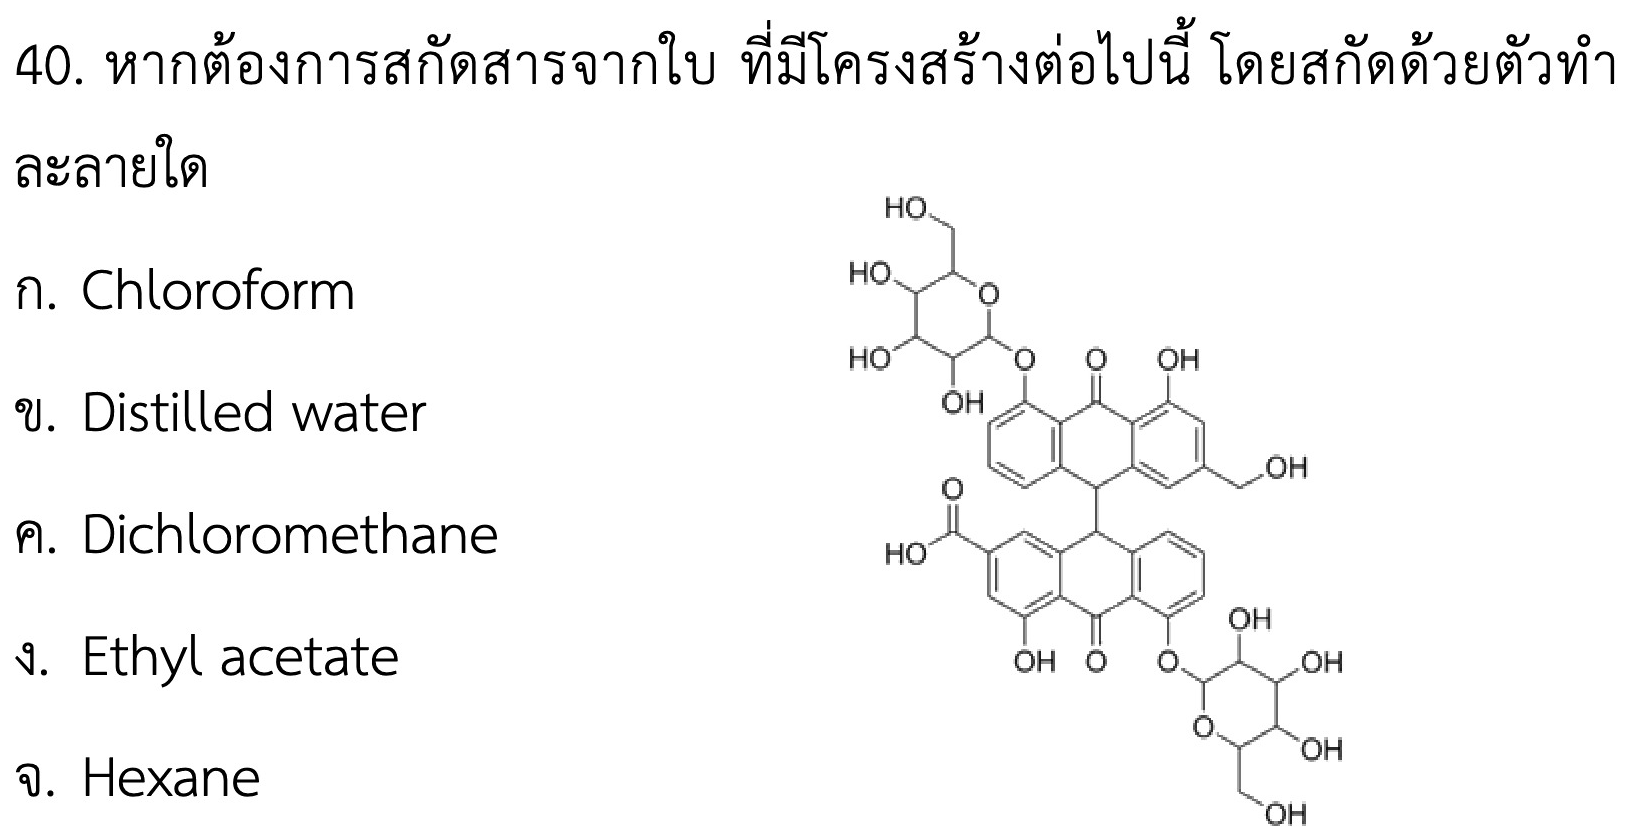 40. หากต้องการสกัดสารจากใบ ที่มีโครงสร้างต่อไปนี้ โดยสกัดด้วยตัวทำ
ละลายใด
ก. Chloroform
ข. Distilled water
ค. Dichloromethane
ง. Ethyl acetate
จ. Hexane
HO
HO
O
HO
O
O
OH
OH
OH
O
HO
OH
OH
O
O
OH
O
OH
OH